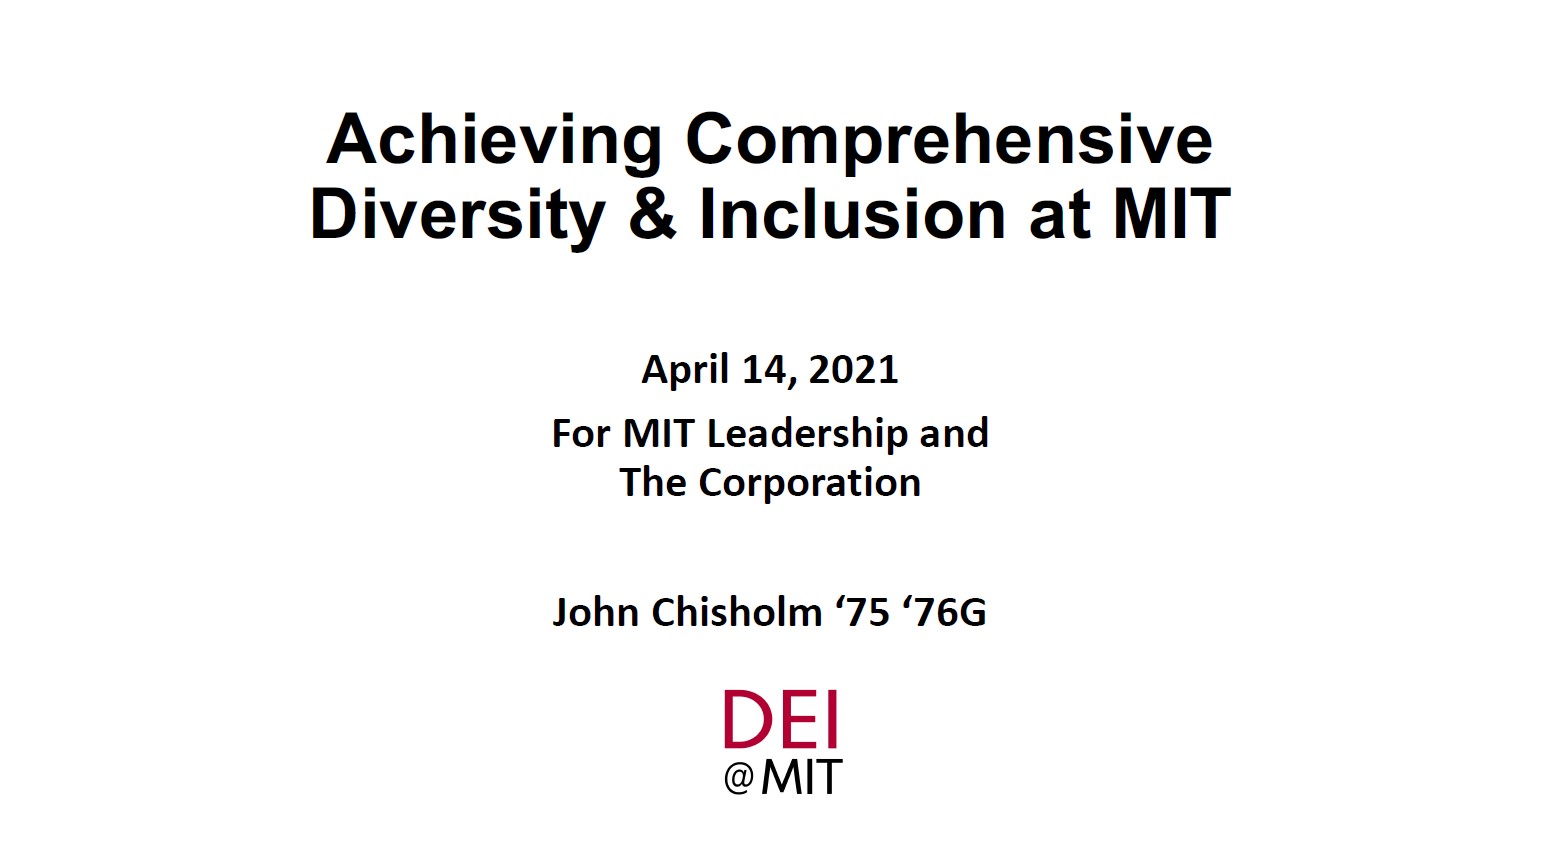 Achieving Comprehensive
Diversity & Inclusion at MIT
April 14, 2021
For MIT Leadership and
The Corporation
John Chisholm ‘75 ‘76G
DEI
@MIT